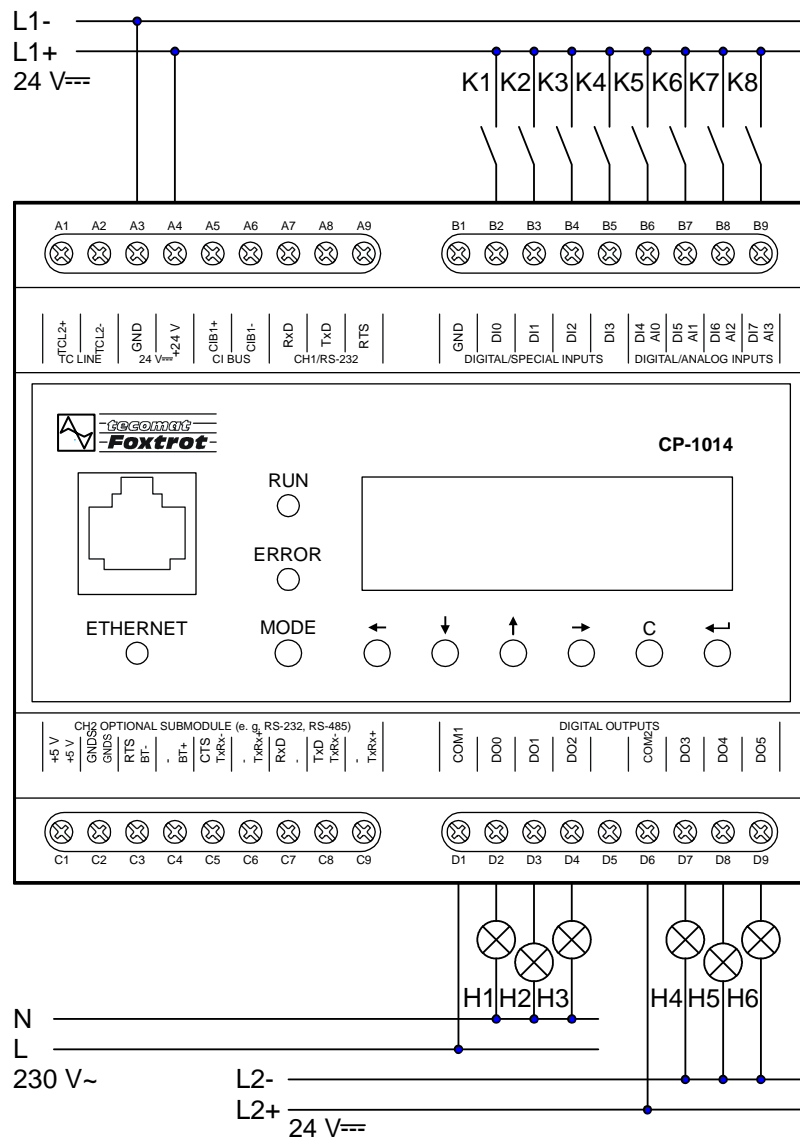 L1-
L1+
24 V
K1 K2 K3 K4 K5 K6 K7 K8
A1 A2 A3 A4 A5 A6 A7 A8 A9
B1 B2 B3 B4 B5 B6 B7 B8 B9
TCL2+ TCL2- GND +24 V CIB1+ CIB1- RxD TxD RTS
GND DI0 DI1 DI2 DI3 DI4 AI0 DI5 AI1 DI6 AI2 DI7 AI3
TC LINE 24 V CI BUS CH1/RS-232
DIGITAL/SPECIAL INPUTS DIGITAL/ANALOG INPUTS
tecomat
Foxtrot
CP-1014
RUN
ERROR
ETHERNET MODE ← ↓ ↑ → C ↵
CH2 OPTIONAL SUBMODULE (e. g. RS-232, RS-485)
DIGITAL OUTPUTS
+5 V GNDS RTS - CTS - RxD TxD -
+5 V GNDS BT- BT+ TxRx- TxRx+ - TxRx- TxRx+
COM1 DO0 DO1 DO2 COM2 DO3 DO4 DO5
C1 C2 C3 C4 C5 C6 C7 C8 C9
D1 D2 D3 D4 D5 D6 D7 D8 D9
H1 H2 H3 H4 H5 H6
N
L
230 V~
L2-
L2+
24 V